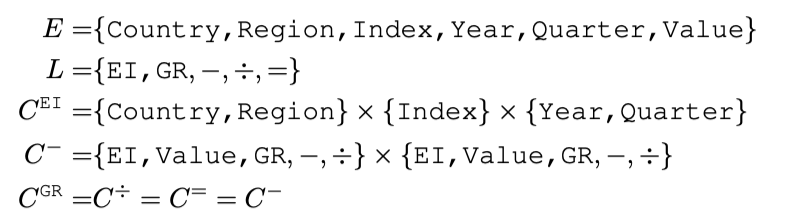 E ={Country,Region,Index,Year,Quarter,Value}
L ={EI,GR,−,÷,=}
C^EI ={Country,Region} × {Index} × {Year,Quarter}
C^− ={EI,Value,GR,−,÷} × {EI,Value,GR,−,÷}
C^GR =C^÷ = C^= = C^−